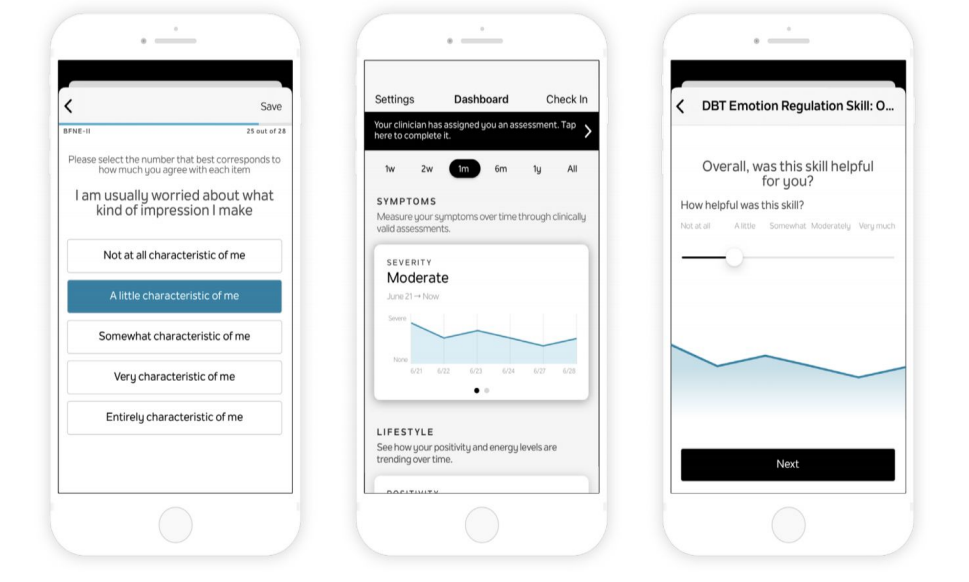 Save
BFNE-II
25 out of 28
Please select the number that best corresponds to
how much you agree with each item
I am usually worried about what
kind of impression I make
Not at all characteristic of me
A little characteristic of me
Somewhat characteristic of me
Very characteristic of me
Entirely characteristic of me
Settings
Dashboard
Check In
Your clinician has assigned you an assessment. Tap
here to complete it.
1w
2w
1m
6m
1y
All
SYMPTOMS
Measure your symptoms over time through clinically
valid assessments.
SEVERITY
Moderate
June 21 → Now
Severe
None
6/21
6/22
6/23
6/24
6/27
6/28
LIFESTYLE
See how your positivity and energy levels are
trending over time.
POSITIVITY
DBT Emotion Regulation Skill: O...
Overall, was this skill helpful
for you?
How helpful was this skill?
Not at all
A little
Somewhat
Moderately
Very much
Next